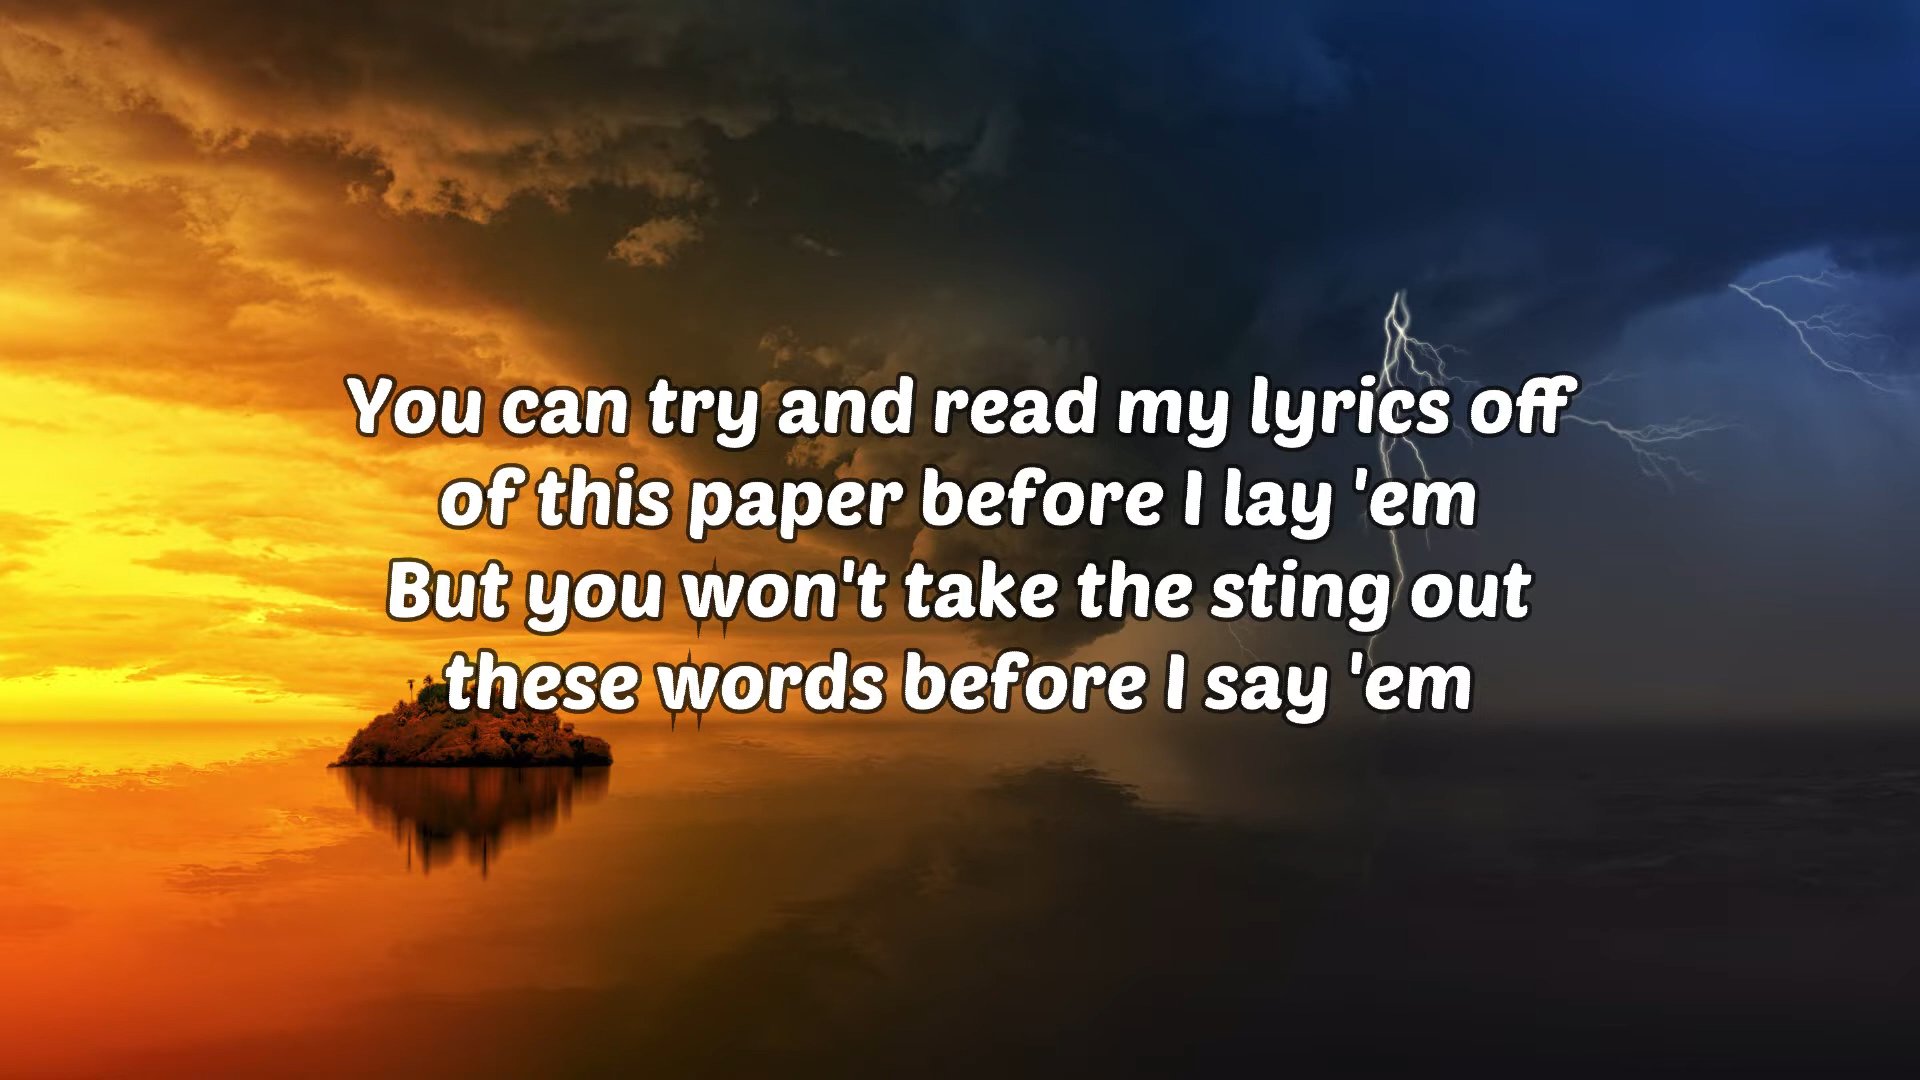 You can try and read my lyrics off
of this paper before I lay 'em
But you won't take the sting out
these words before I say 'em